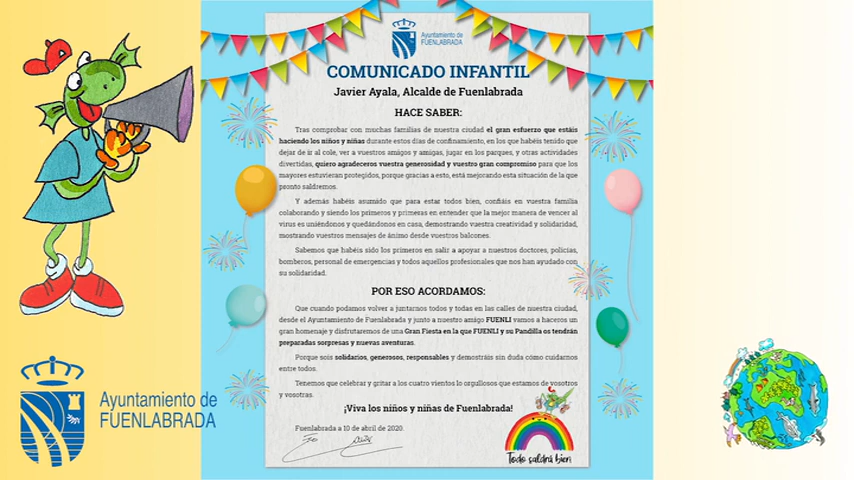 Ayuntamiento de
FUENLABRADA
COMUNICADO INFANTIL
Javier Ayala, Alcalde de Fuenlabrada
HACE SABER:
Tras comprobar con muchas familias de nuestra ciudad el gran esfuerzo que estáis
haciendo los niños y niñas durante estos días de confinamiento, en los que habéis tenido que
dejar de ir al cole, ver a vuestros amigos y amigas, jugar en los parques, y otras actividades
divertidas, quiero agradeceros vuestra generosidad y vuestro gran compromiso para que los
mayores estuvieran protegidos, porque gracias a esto, está mejorando esta situación de la que
pronto saldremos.
Y además habéis asumido que para estar todos bien, confiáis en vuestra familia
colaborando y siendo los primeros y primeras en entender que la mejor manera de vencer al
virus es uniéndonos y quedándonos en casa, demostrando vuestra creatividad y solidaridad,
mostrando vuestros mensajes de ánimo desde vuestros balcones.
Sabemos que habéis sido los primeros en salir a apoyar a nuestros doctores, policías,
bomberos, personal de emergencias y todos aquellos profesionales que nos han ayudado con
su solidaridad.
POR ESO ACORDAMOS:
Que cuando podamos volver a juntarnos todos y todas en las calles de nuestra ciudad,
desde el Ayuntamiento de Fuenlabrada y junto a nuestro amigo FUENLI vamos a haceros un
gran homenaje y disfrutaremos de una Gran Fiesta en la que FUENLI y su Pandilla os tendrán
preparadas sorpresas y nuevas aventuras.
Porque sois solidarios, generosos, responsables y demostráis sin duda como cuidarnos
entre todos.
Tenemos que celebrar y gritar a los cuatro vientos lo orgullosos que estamos de vosotros
y vosotras.
¡Viva los niños y niñas de Fuenlabrada!
Fuenlabrada a 10 de abril de 2020.
Todo saldrá bien
Ayuntamiento de
FUENLABRADA